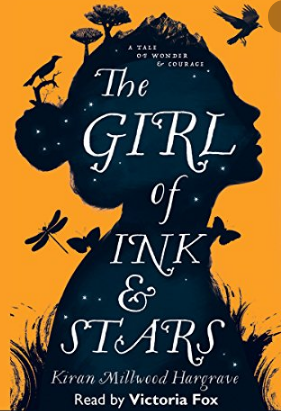 A TALE
OF WONDER
& COURAGE
The
GIRL
of
INK
&
STARS
Kiran Millwood Hargrave
Read by Victoria Fox